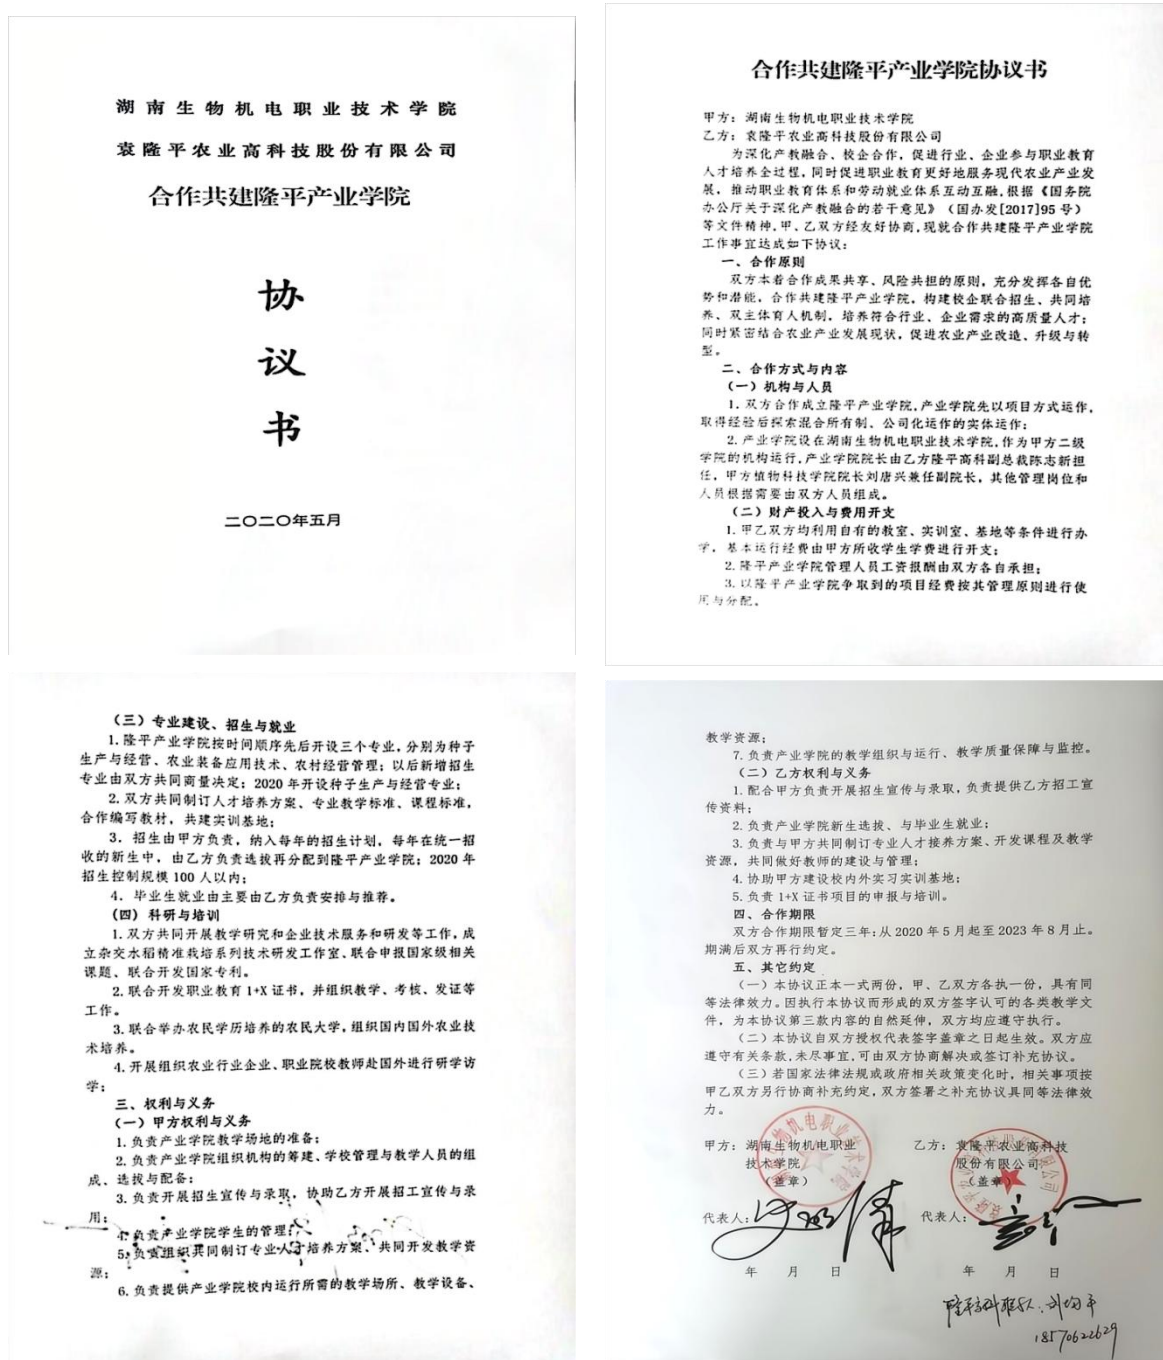 湖南生物机电职业技术学院
袁隆平农业高科技股份有限公司
合作共建隆平产业学院
协
议
书
二〇二〇年五月
合作共建隆平产业学院协议书
甲方：湖南生物机电职业技术学院
乙方：袁隆平农业高科技股份有限公司
为深化产教融合、校企合作，促进行业、企业参与职业教育
人才培养全过程，同时促进职业教育更好地服务现代农业产业发
展，推动职业教育体系和劳动就业体系互动互融，根据《国务院
办公厅关于深化产教融合的若干意见》（国办发[2017]95号）
等文件精神，甲、乙双方经友好协商，现就合作共建隆平产业学院
工作事宜达成如下协议：
一、合作原则
双方本着合作成果共享、风险共担的原则，充分发挥各自优
势和潜能，合作共建隆平产业学院，构建校企联合招生、共同培
养、双主体育人机制，培养符合行业、企业需求的高质量人才；
同时紧密结合农业产业发展现状，促进农业产业改造、升级与转
型。
二、合作方式与内容
（一）机构与人员
1.双方合作成立隆平产业学院，产业学院先以项目方式运作，
取得经验后探索混合所有制、公司化运作的实体运作；
2.产业学院设在湖南生物机电职业技术学院，作为甲方二级
学院的机构运行，产业学院院长由乙方隆平高科副总裁陈志新担
任，甲方植物科技学院院长刘唐兴兼任副院长，其他管理岗位和
人员根据需要由双方人员组成。
（二）财产投入与费用开支
1.甲乙双方均利用自有的教室、实训室、基地等条件进行办
学，基本运行经费由甲方所收学生学费进行开支；
2.隆平产业学院管理人员工资报酬由双方各自承担；
3.以隆平产业学院争取到的项目经费按其管理原则进行使
用与分配。
（三）专业建设、招生与就业
1.隆平产业学院按时间顺序先后开设三个专业，分别为种子
生产与经营、农业装备应用技术、农村经营管理；以后新增招生
专业由双方共同商量决定；2020年开设种子生产与经营专业；
2.双方共同制订人才培养方案、专业教学标准、课程标准，
合作编写教材，共建实训基地；
3．招生由甲方负责，纳入每年的招生计划，每年在统一招
收的新生中，由乙方负责选拔再分配到隆平产业学院；2020年
招生控制规模100人以内；
4．毕业生就业由主要由乙方负责安排与推荐。
(四) 科研与培训
1.双方共同开展教学研究和企业技术服务和研发等工作，成
立杂交水稻精准栽培系列技术研发工作室、联合申报国家级相关
课题、联合开发国家专利。
2.联合开发职业教育1+X证书，并组织教学、考核、发证等
工作。
3.联合举办农民学历培养的农民大学，组织国内国外农业技
术培养。
4.开展组织农业行业企业、职业院校教师赴国外进行研学访
学；
三、权利与义务
（一）甲方权利与义务
1.负责产业学院教学场地的准备；
2.负责产业学院组织机构的筹建、学校管理与教学人员的组
成、选拔与配备；
3.负责开展招生宣传与录取，协助乙方开展招工宣传与录
用；
4.负责产业学院学生的管理；
5.负责组织共同制订专业人才培养方案、共同开发教学资
源；
6.负责提供产业学院校内运行所需的教学场所、教学设备、
教学资源；
7.负责产业学院的教学组织与运行、教学质量保障与监控。
（二）乙方权利与义务
1.配合甲方负责开展招生宣传与录取，负责提供乙方招工宣
传资料；
2.负责产业学院新生选拔、与毕业生就业；
3.负责与甲方共同制订专业人才接养方案、开发课程及教学
资源，共同做好教师的建设与管理；
4.协助甲方建设校内外实习实训基地；
5.负责1+X证书项目的申报与培训。
四、合作期限
双方合作期限暂定三年：从2020年5月起至2023年8月止。
期满后双方再行约定。
五、其它约定
（一）本协议正本一式两份，甲、乙双方各执一份，具有同
等法律效力。因执行本协议而形成的双方签字认可的各类教学文
件，为本协议第三款内容的自然延伸，双方均应遵守执行。
（二）本协议自双方授权代表签字盖章之日起生效。双方应
遵守有关条款，未尽事宜，可由双方协商解决或签订补充协议。
（三）若国家法律法规或政府相关政策变化时，相关事项按
甲乙双方另行协商补充约定，双方签署之补充协议具同等法律效
力。
甲方：湖南生物机电职业 乙方：袁隆平农业高科技
技术学院 股份有限公司
（盖章） （盖章）
代表人： 代表人：
年 月 日 年 月 日
隆平高科联系人：刘均平
18570622629